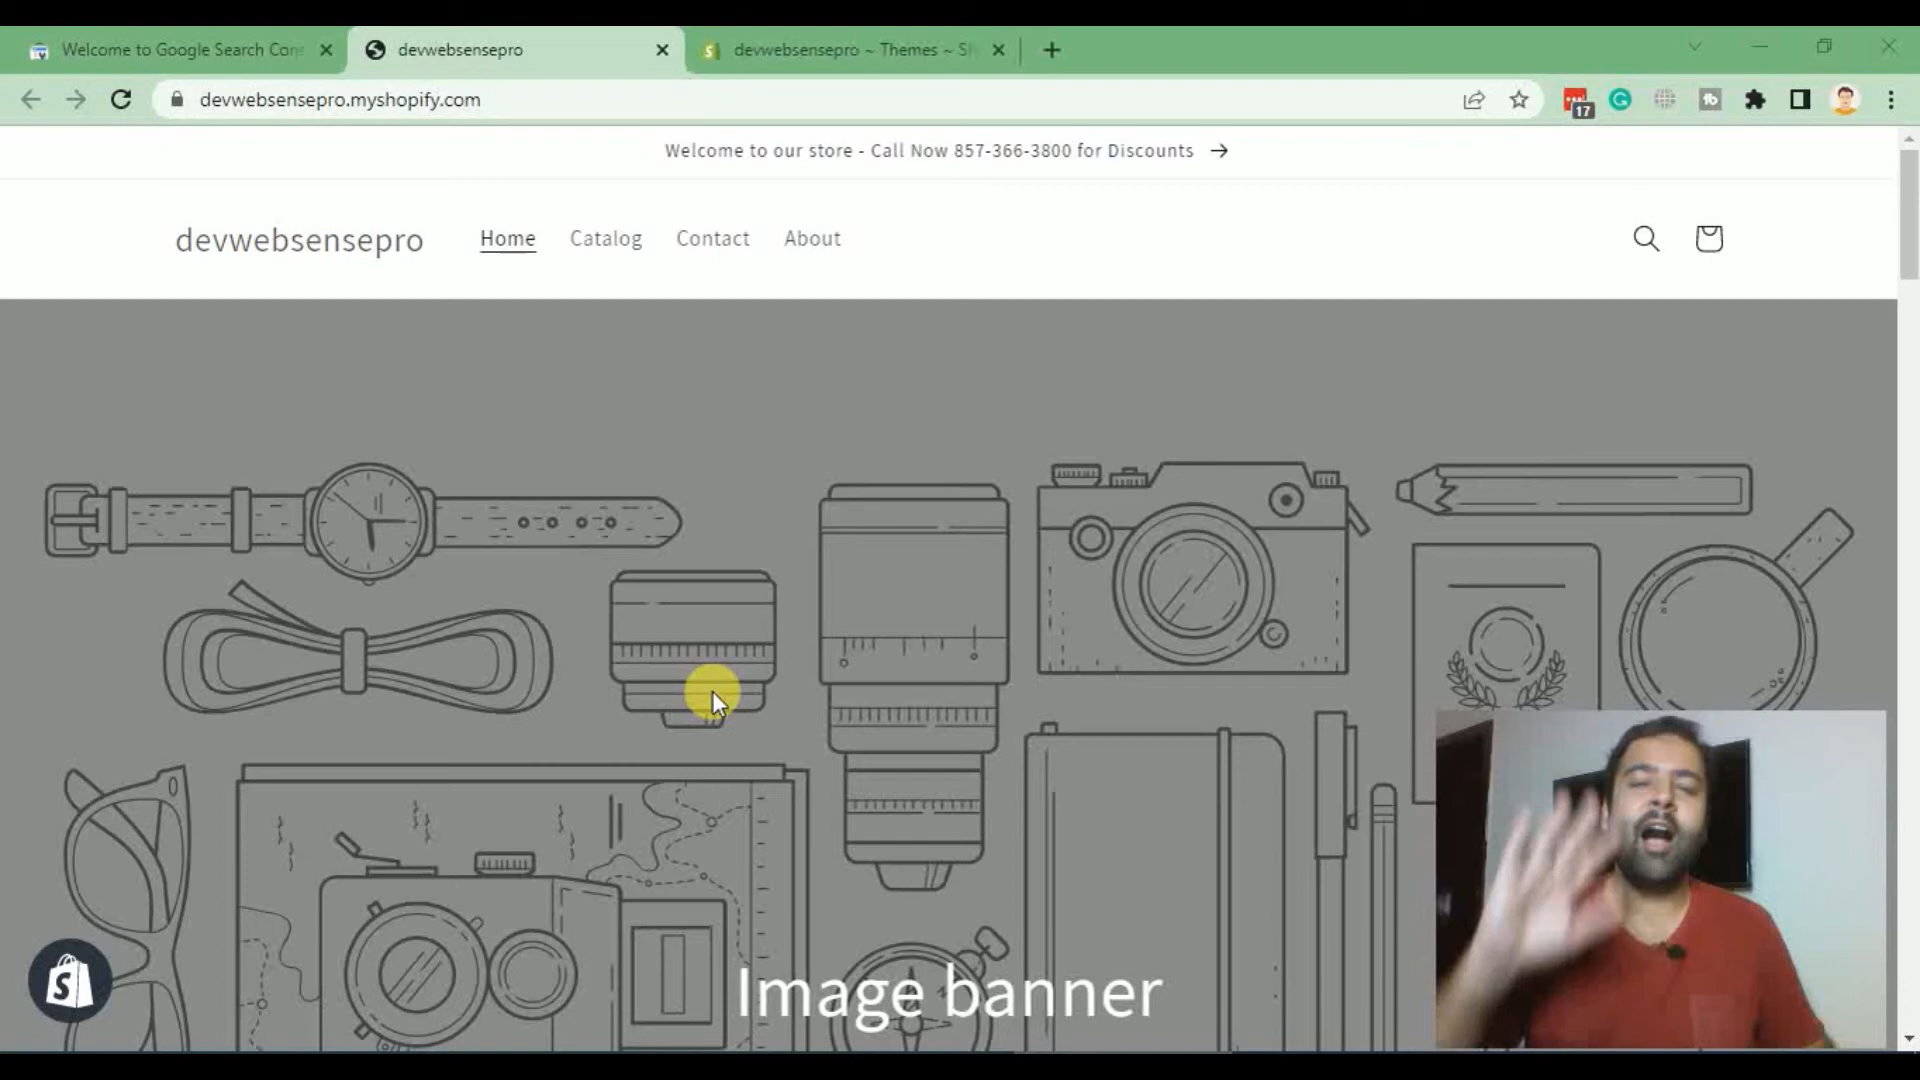 Welcome to Google Search Con
devwebsensepro
devwebsensepro ~ Themes ~ Sh
devwebsensepro.myshopify.com
17
Welcome to our store - Call Now 857-366-3800 for Discounts →
devwebsensepro
Home
Catalog
Contact
About
Image banner